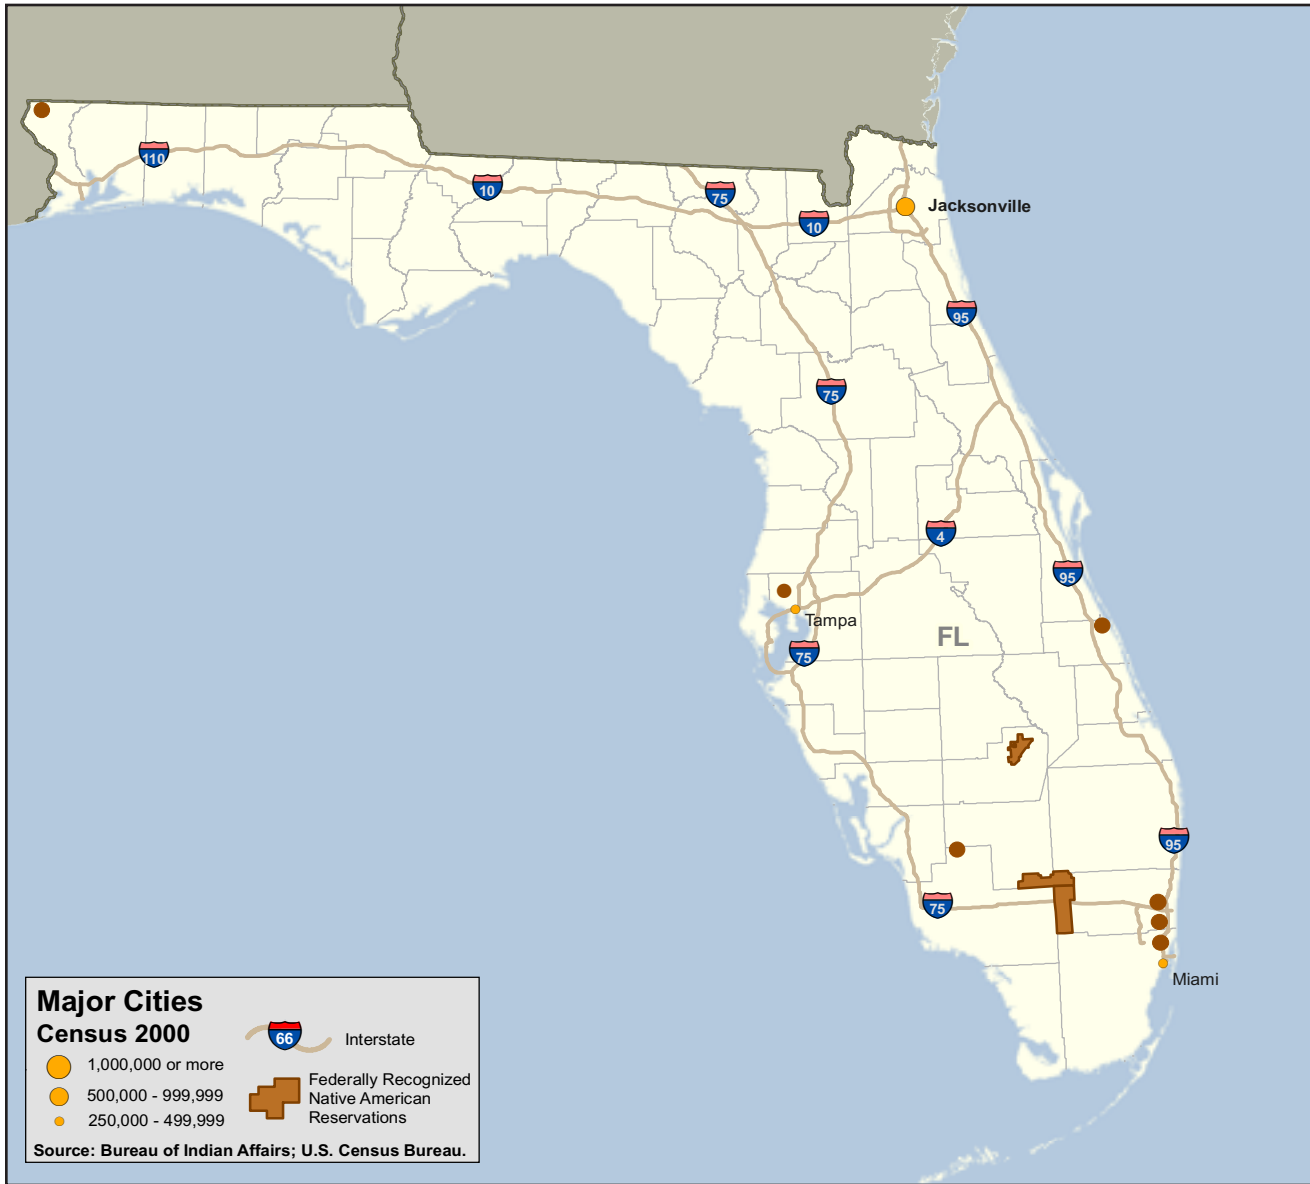 110
10
75
10
Jacksonville
95
75
4
95
Tampa
FL
75
95
75
Miami
Major Cities
Census 2000
1,000,000 or more
500,000 - 999,999
250,000 - 499,999
66
Interstate
Federally Recognized
Native American
Reservations
Source: Bureau of Indian Affairs; U.S. Census Bureau.